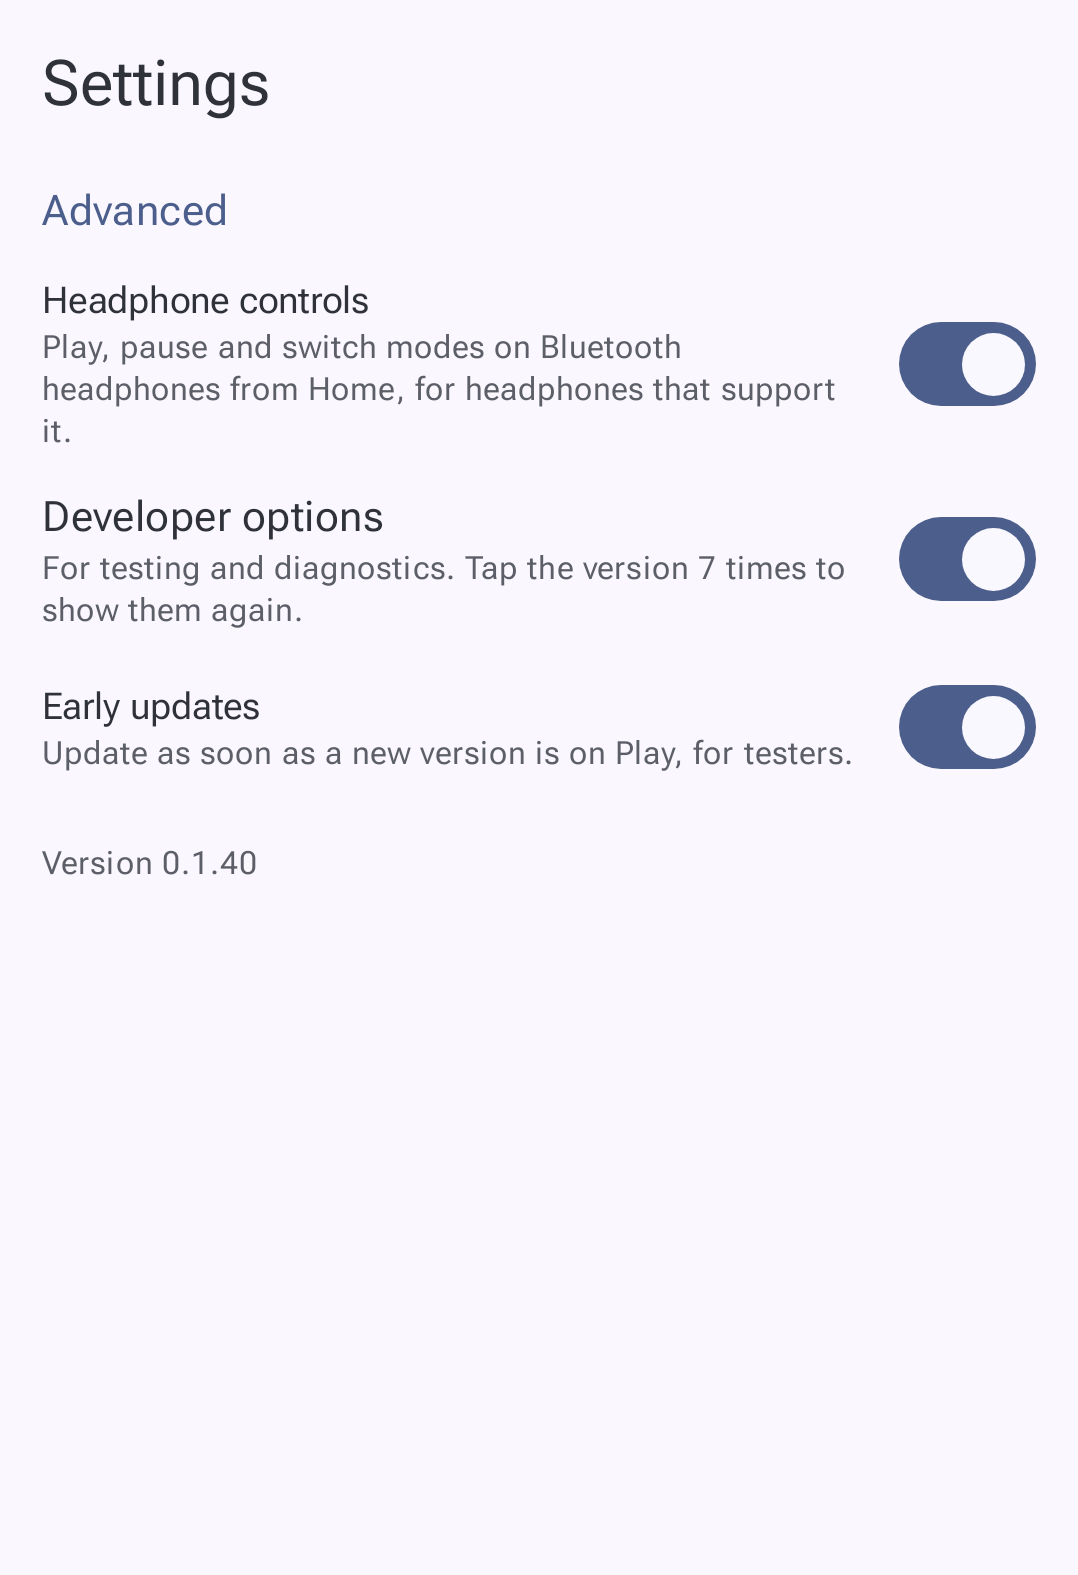 Settings
Advanced
Headphone controls
Play, pause and switch modes on Bluetooth
headphones from Home, for headphones that support
it.
Developer options
For testing and diagnostics. Tap the version 7 times to
show them again.
Early updates
Update as soon as a new version is on Play, for testers.
Version 0.1.40